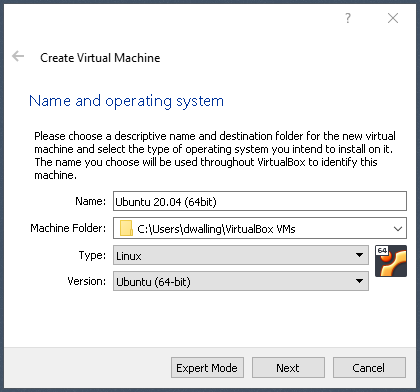 ?
Create Virtual Machine
Name and operating system
Please choose a descriptive name and destination folder for the new virtual
machine and select the type of operating system you intend to install on it.
The name you choose will be used throughout VirtualBox to identify this
machine.
Name: Ubuntu 20.04 (64bit)
Machine Folder: C:\Users\dwalling\VirtualBox VMs
Type: Linux
64
Version: Ubuntu (64-bit)
Expert Mode Next Cancel